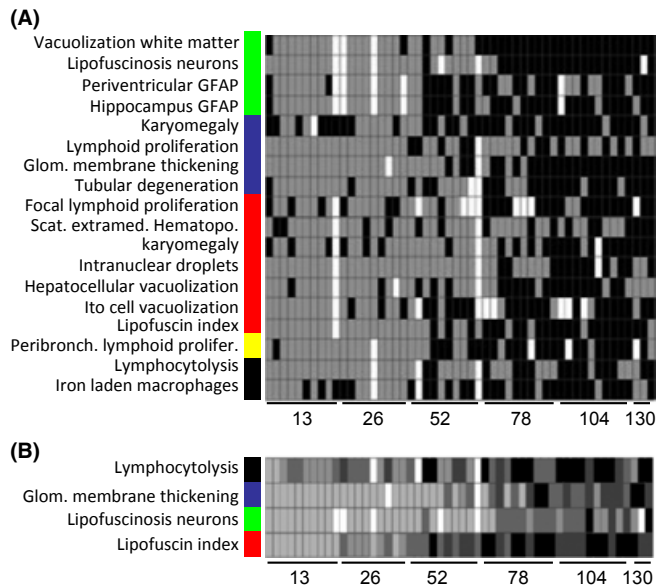 (A)
Vacuolization white matter
Lipofuscinosis neurons
Periventricular GFAP
Hippocampus GFAP
Karyomegaly
Lymphoid proliferation
Glom. membrane thickening
Tubular degeneration
Focal lymphoid proliferation
Scat. extramed. Hematopo.
karyomegaly
Intranuclear droplets
Hepatocellular vacuolization
Ito cell vacuolization
Lipofuscin index
Peribronch. lymphoid prolifer.
Lymphocytolysis
Iron laden macrophages
13 26 52 78 104 130
(B)
Lymphocytolysis
Glom. membrane thickening
Lipofuscinosis neurons
Lipofuscin index
13 26 52 78 104 130